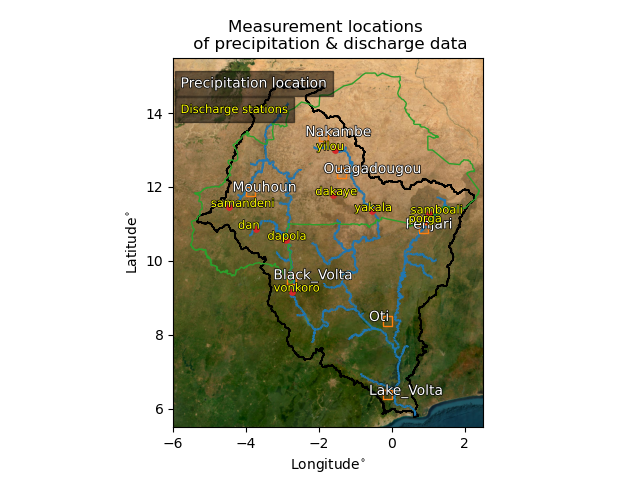 Measurement locations
of precipitation & discharge data
Precipitation location
Discharge stations
Nakambe
yilou
Ouagadougou
Mouhoun
dakaye
samandeni
yakala
samboali
porga
Penjari
dan
dapola
Black_Volta
vonkoro
Oti
Lake_Volta
Latitude°
14
12
10
8
6
−6
−4
−2
0
2
Longitude°